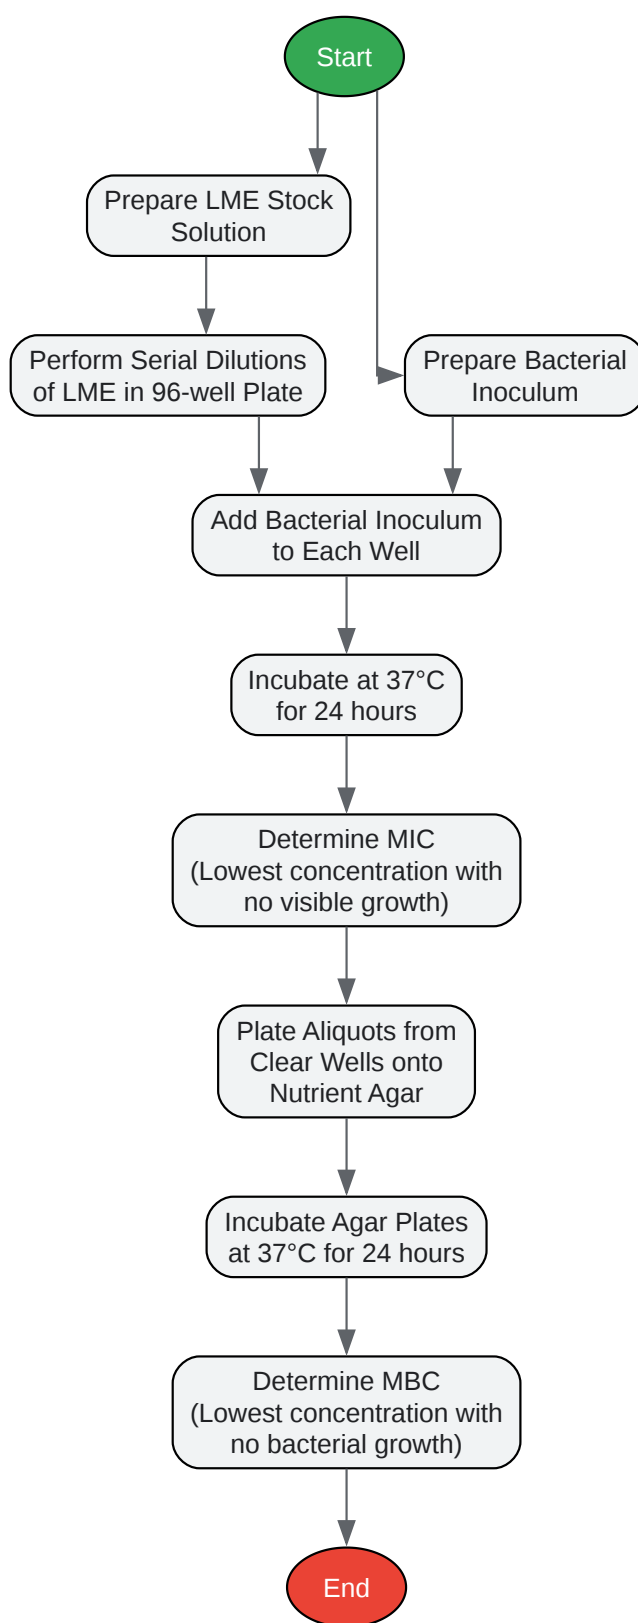 Start
Prepare LME Stock
Solution
Perform Serial Dilutions
of LME in 96-well Plate
Prepare Bacterial
Inoculum
Add Bacterial Inoculum
to Each Well
Incubate at 37°C
for 24 hours
Determine MIC
(Lowest concentration with
no visible growth)
Plate Aliquots from
Clear Wells onto
Nutrient Agar
Incubate Agar Plates
at 37°C for 24 hours
Determine MBC
(Lowest concentration with
no bacterial growth)
End